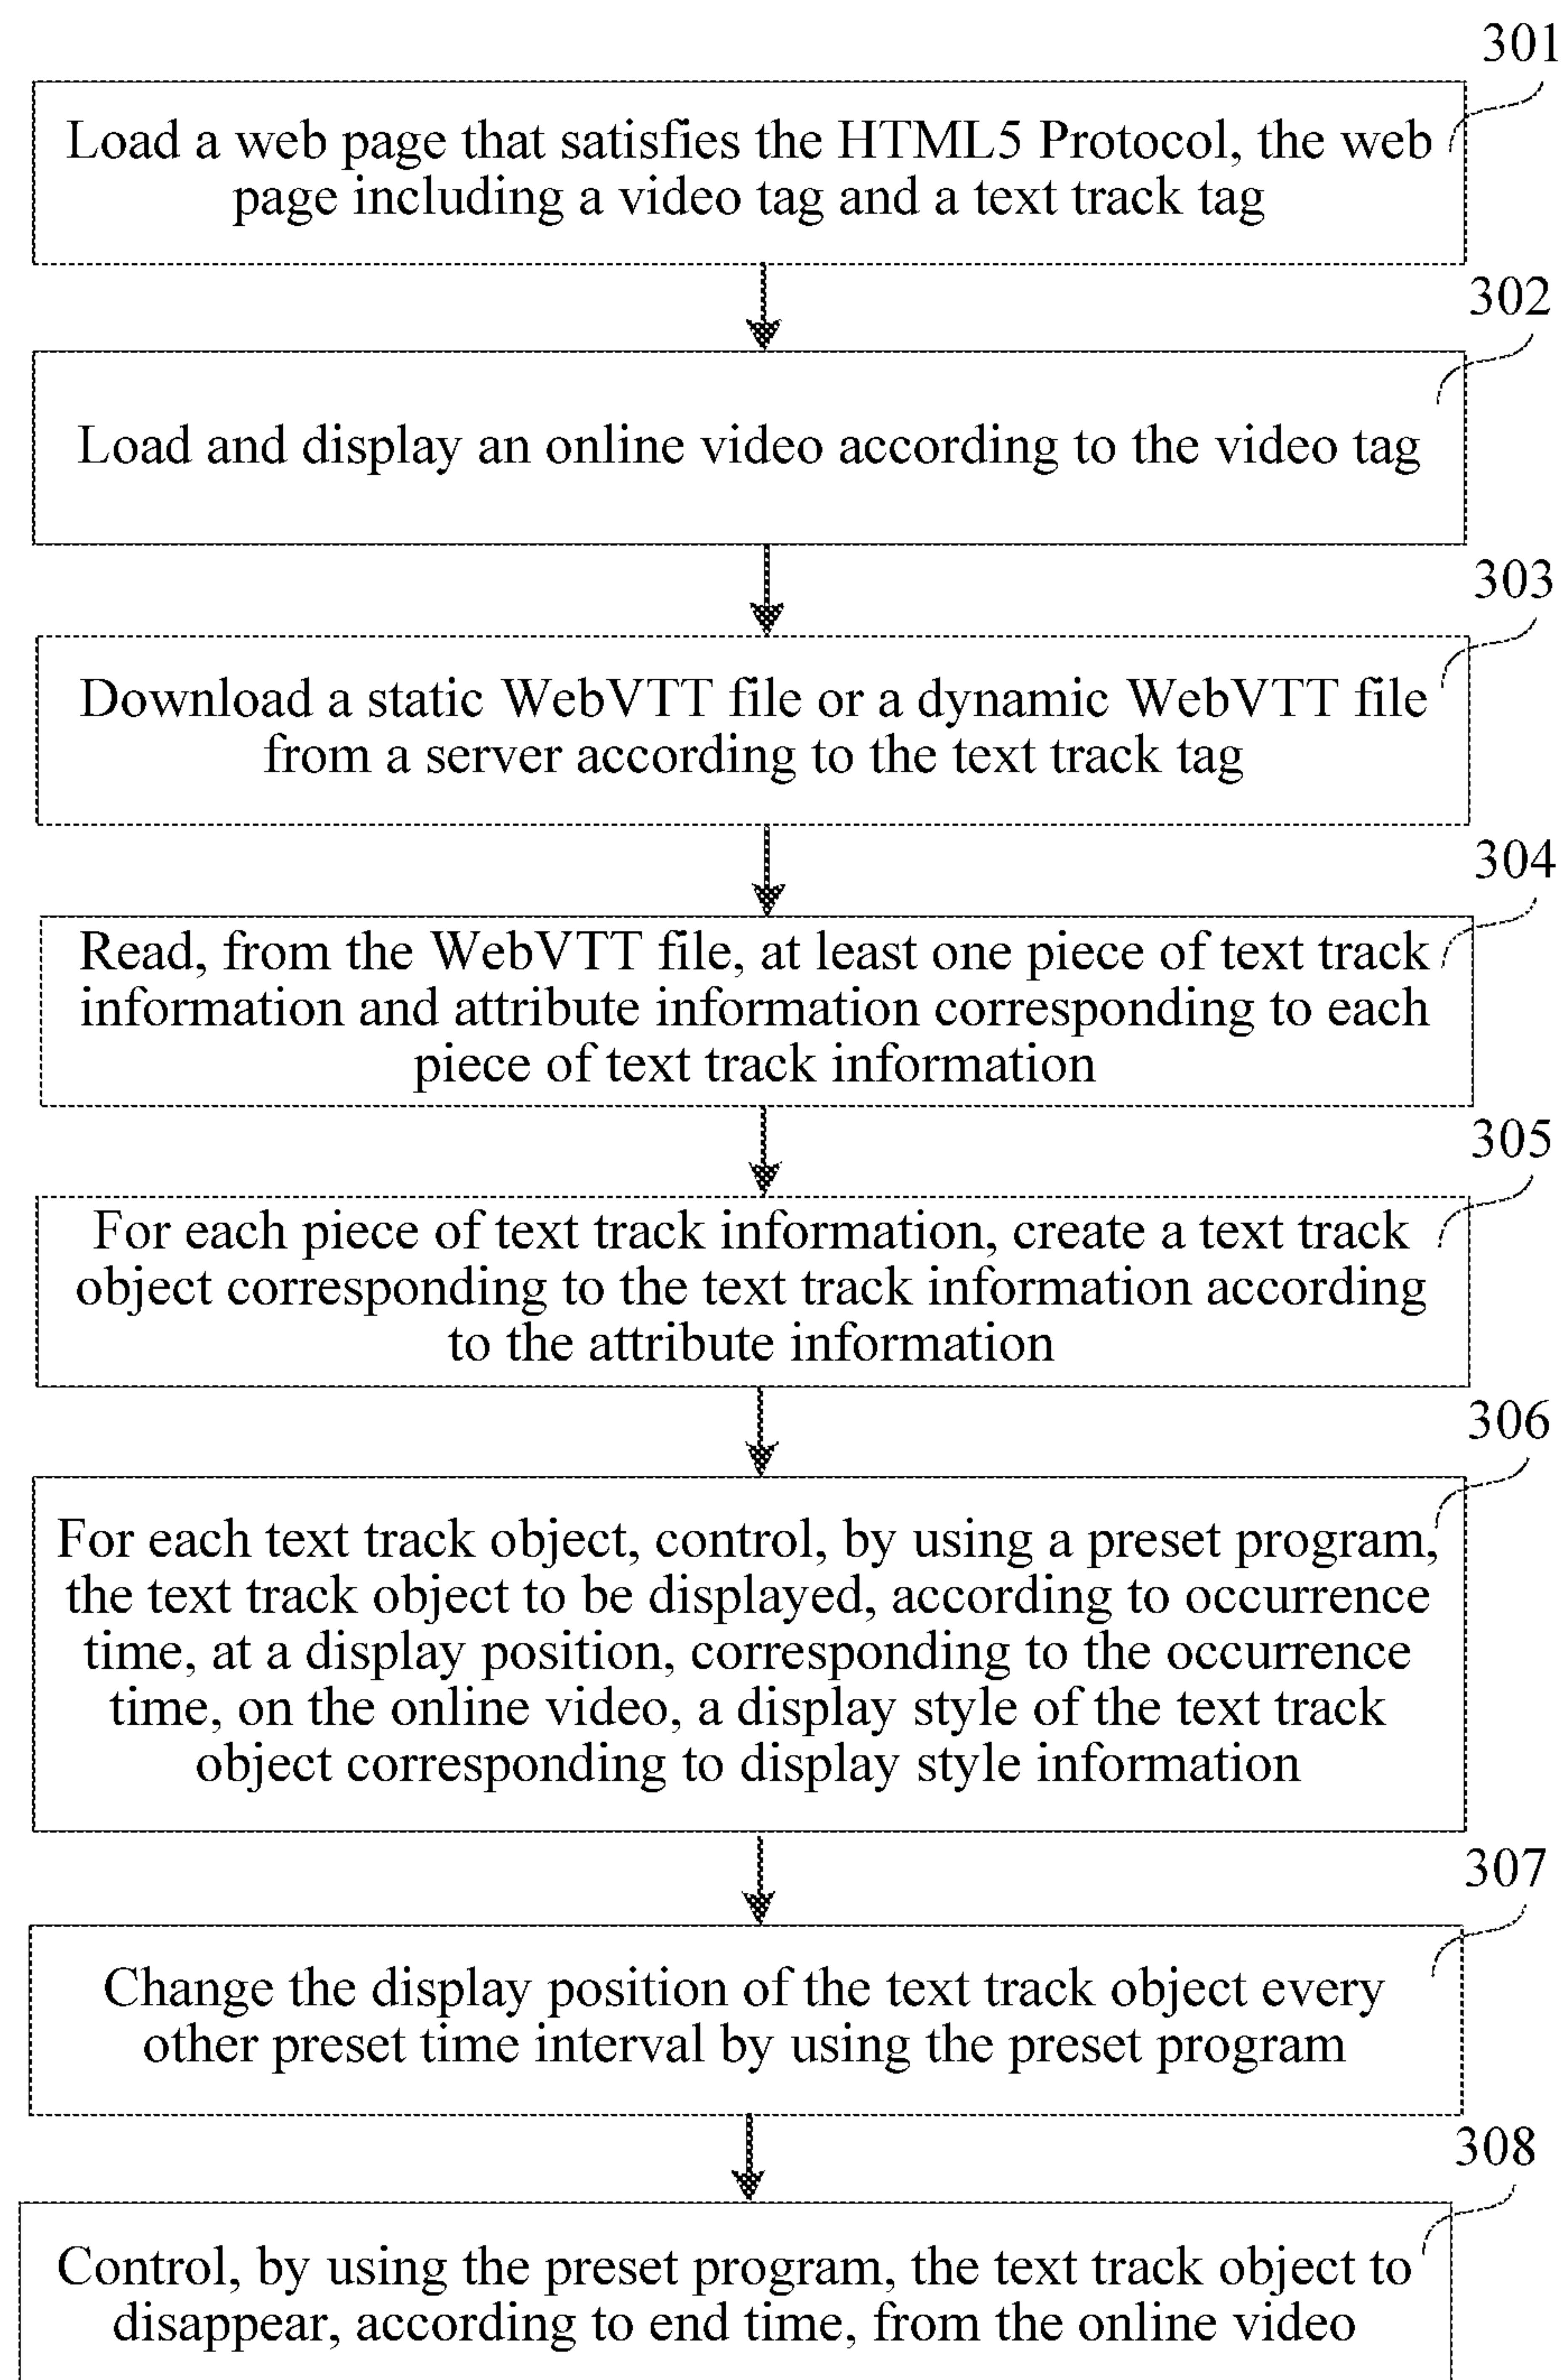 301
Load a web page that satisfies the HTML5 Protocol, the web
page including a video tag and a text track tag
302
Load and display an online video according to the video tag
303
Download a static WebVTT file or a dynamic WebVTT file
from a server according to the text track tag
304
Read, from the WebVTT file, at least one piece of text track
information and attribute information corresponding to each
piece of text track information
305
For each piece of text track information, create a text track
object corresponding to the text track information according
to the attribute information
306
For each text track object, control, by using a preset program,
the text track object to be displayed, according to occurrence
time, at a display position, corresponding to the occurrence
time, on the online video, a display style of the text track
object corresponding to display style information
307
Change the display position of the text track object every
other preset time interval by using the preset program
308
Control, by using the preset program, the text track object to
disappear, according to end time, from the online video